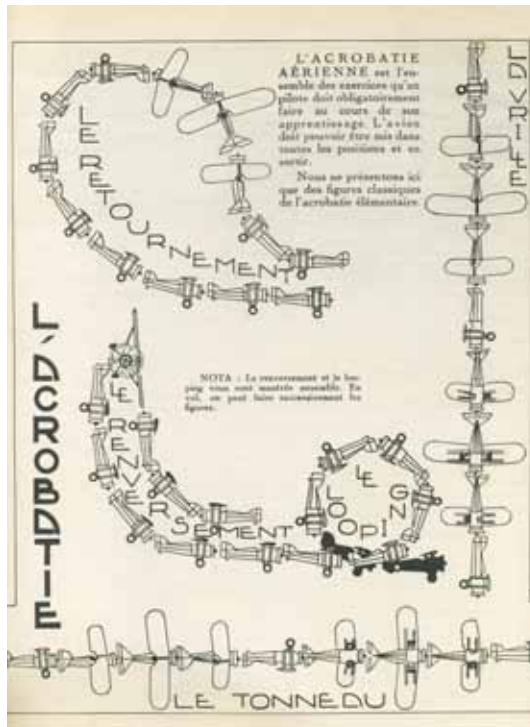 L'ACROBATIE
AÉRIENNE est l'en-
semble des exercices qu'un
pilote doit obligatoirement
faire au cours de son
apprentissage. L'avion
doit pouvoir être mis dans
toutes les positions et en
sortir.
Nous ne présentons ici
que des figures classiques
de l'acrobatie élémentaire.
LA VRILLE
LE RETOURNEMENT
L'ACROBATIE
NOTA : Le renversement et le loo-
ping vous sont montrés ensemble. En
vol, on peut faire successivement les
figures.
LE RENVERSEMENT
LE LOOPING
LE TONNEAU